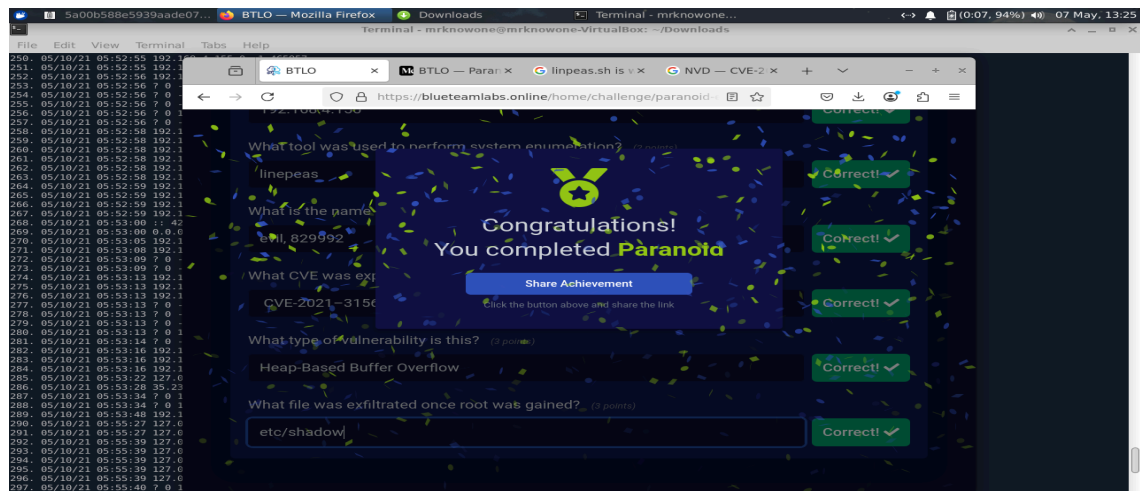 5a00b588e5939aade07... BTLO — Mozilla Firefox Downloads Terminal - mrknowone... (0:07, 94%) 07 May, 13:25
Terminal - mrknowone@mrknowone-VirtualBox: ~/Downloads
File Edit View Terminal Tabs Help
250. 05/10/21 05:52:55 192.1
251. 05/10/21 05:52:55 192.1
252. 05/10/21 05:52:56 192.1
253. 05/10/21 05:52:56 ? 0 -
254. 05/10/21 05:52:56 ? 0 -
255. 05/10/21 05:52:56 ? 0 -
256. 05/10/21 05:52:56 ? 0 1
257. 05/10/21 05:52:56 ? 0 -
258. 05/10/21 05:52:58 192.1
259. 05/10/21 05:52:58 192.1
260. 05/10/21 05:52:58 192.1
261. 05/10/21 05:52:58 192.1
262. 05/10/21 05:52:58 192.1
263. 05/10/21 05:52:58 192.1
264. 05/10/21 05:52:59 192.1
265. 05/10/21 05:52:59 192.1
266. 05/10/21 05:52:59 192.1
267. 05/10/21 05:52:59 192.1
268. 05/10/21 05:53:00 :: 42
269. 05/10/21 05:53:00 0.0.0
270. 05/10/21 05:53:05 192.1
271. 05/10/21 05:53:08 192.1
272. 05/10/21 05:53:09 ? 0 -
273. 05/10/21 05:53:09 ? 0 -
274. 05/10/21 05:53:13 192.1
275. 05/10/21 05:53:13 192.1
276. 05/10/21 05:53:13 192.1
277. 05/10/21 05:53:13 ? 0 -
278. 05/10/21 05:53:13 ? 0 -
279. 05/10/21 05:53:13 ? 0 -
280. 05/10/21 05:53:13 ? 0 1
281. 05/10/21 05:53:14 ? 0 -
282. 05/10/21 05:53:16 192.1
283. 05/10/21 05:53:16 192.1
284. 05/10/21 05:53:16 192.1
285. 05/10/21 05:53:22 127.0
286. 05/10/21 05:53:28 35.23
287. 05/10/21 05:53:34 ? 0 1
288. 05/10/21 05:53:34 ? 0 1
289. 05/10/21 05:53:48 192.1
290. 05/10/21 05:55:27 127.0
291. 05/10/21 05:55:27 127.0
292. 05/10/21 05:55:39 127.0
293. 05/10/21 05:55:39 127.0
294. 05/10/21 05:55:39 127.0
295. 05/10/21 05:55:39 127.0
296. 05/10/21 05:55:39 127.0
297. 05/10/21 05:55:40 ? 0 1
BTLO BTLO — Paran linpeas.sh is v NVD — CVE-2
https://blueteamlabs.online/home/challenge/paranoid-
Correct!
What tool was used to perform system enumeration? (3 points)
linepeas Correct!
What is the name
evil, 829992 Correct!
What CVE was exp
CVE-2021-3156 Correct!
Congratulations!
You completed Paranoid
Share Achievement
Click the button above and share the link
What type of vulnerability is this? (3 points)
Heap-Based Buffer Overflow Correct!
What file was exfiltrated once root was gained? (3 points)
etc/shadow Correct!